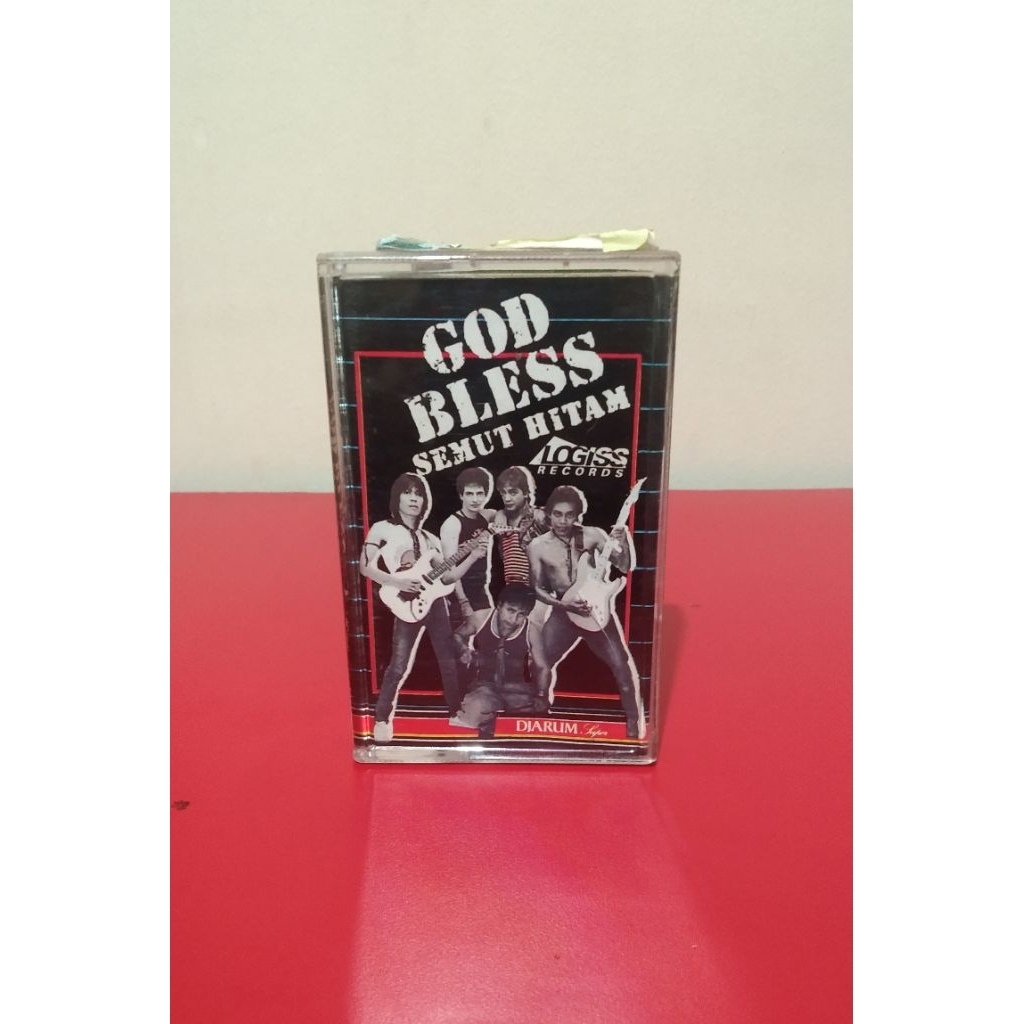 GOD
BLESS
SEMUT HiTAM
LOGISS
RECORDS
DJARUM Super